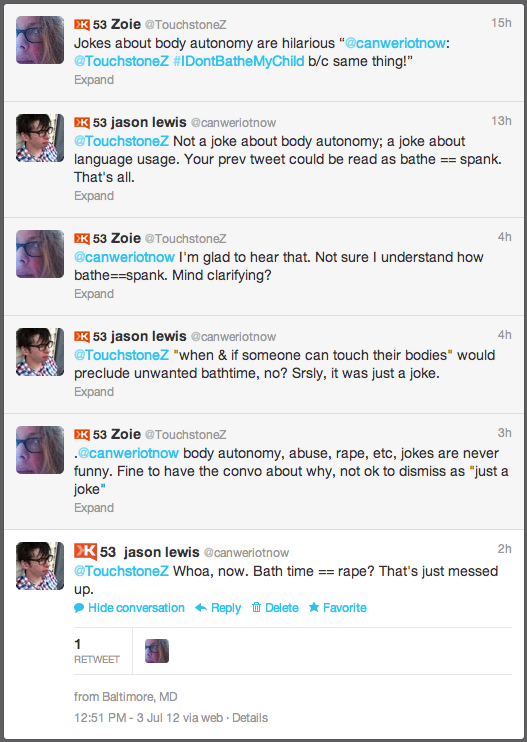 53 Zoie @TouchstoneZ 15h
Jokes about body autonomy are hilarious “@canweriotnow:
@TouchstoneZ #IDontBatheMyChild b/c same thing!”
Expand
53 jason lewis @canweriotnow 13h
@TouchstoneZ Not a joke about body autonomy; a joke about
language usage. Your prev tweet could be read as bathe == spank.
That's all.
Expand
53 Zoie @TouchstoneZ 4h
@canweriotnow I'm glad to hear that. Not sure I understand how
bathe==spank. Mind clarifying?
Expand
53 jason lewis @canweriotnow 4h
@TouchstoneZ "when & if someone can touch their bodies" would
preclude unwanted bathtime, no? Srsly, it was just a joke.
Expand
53 Zoie @TouchstoneZ 3h
.@canweriotnow body autonomy, abuse, rape, etc, jokes are never
funny. Fine to have the convo about why, not ok to dismiss as "just a
joke"
Expand
53 jason lewis @canweriotnow 2h
@TouchstoneZ Whoa, now. Bath time == rape? That's just messed
up.
Hide conversation Reply Delete Favorite
1
RETWEET
from Baltimore, MD
12:51 PM - 3 Jul 12 via web · Details